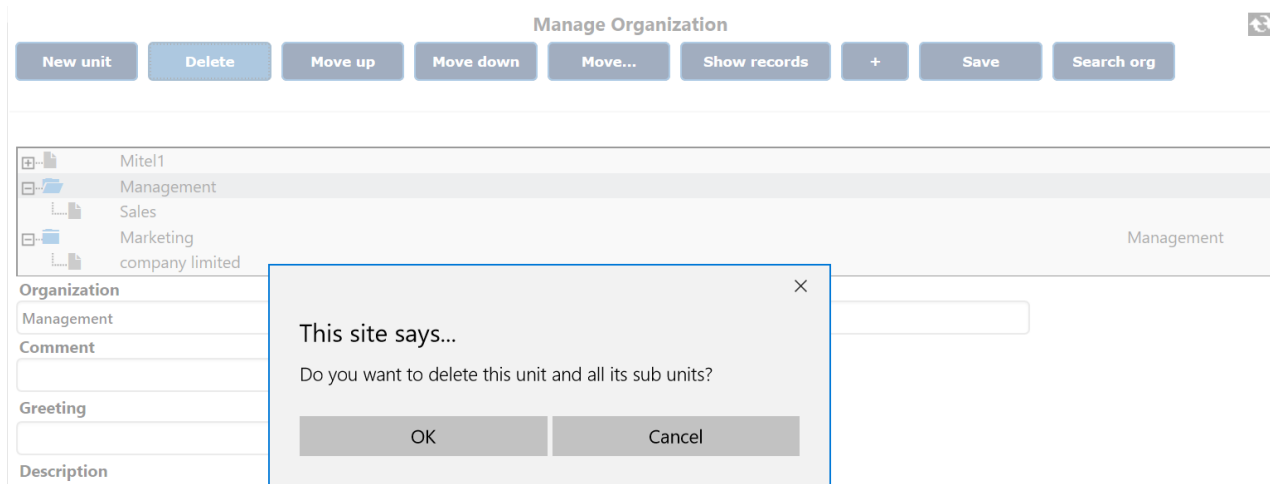 Manage Organization
New unit Delete Move up Move down Move... Show records + Save Search org
Mitel1
Management
Sales
Marketing Management
company limited
Organization
Management
Comment
Greeting
Description
This site says...
Do you want to delete this unit and all its sub units?
OK Cancel